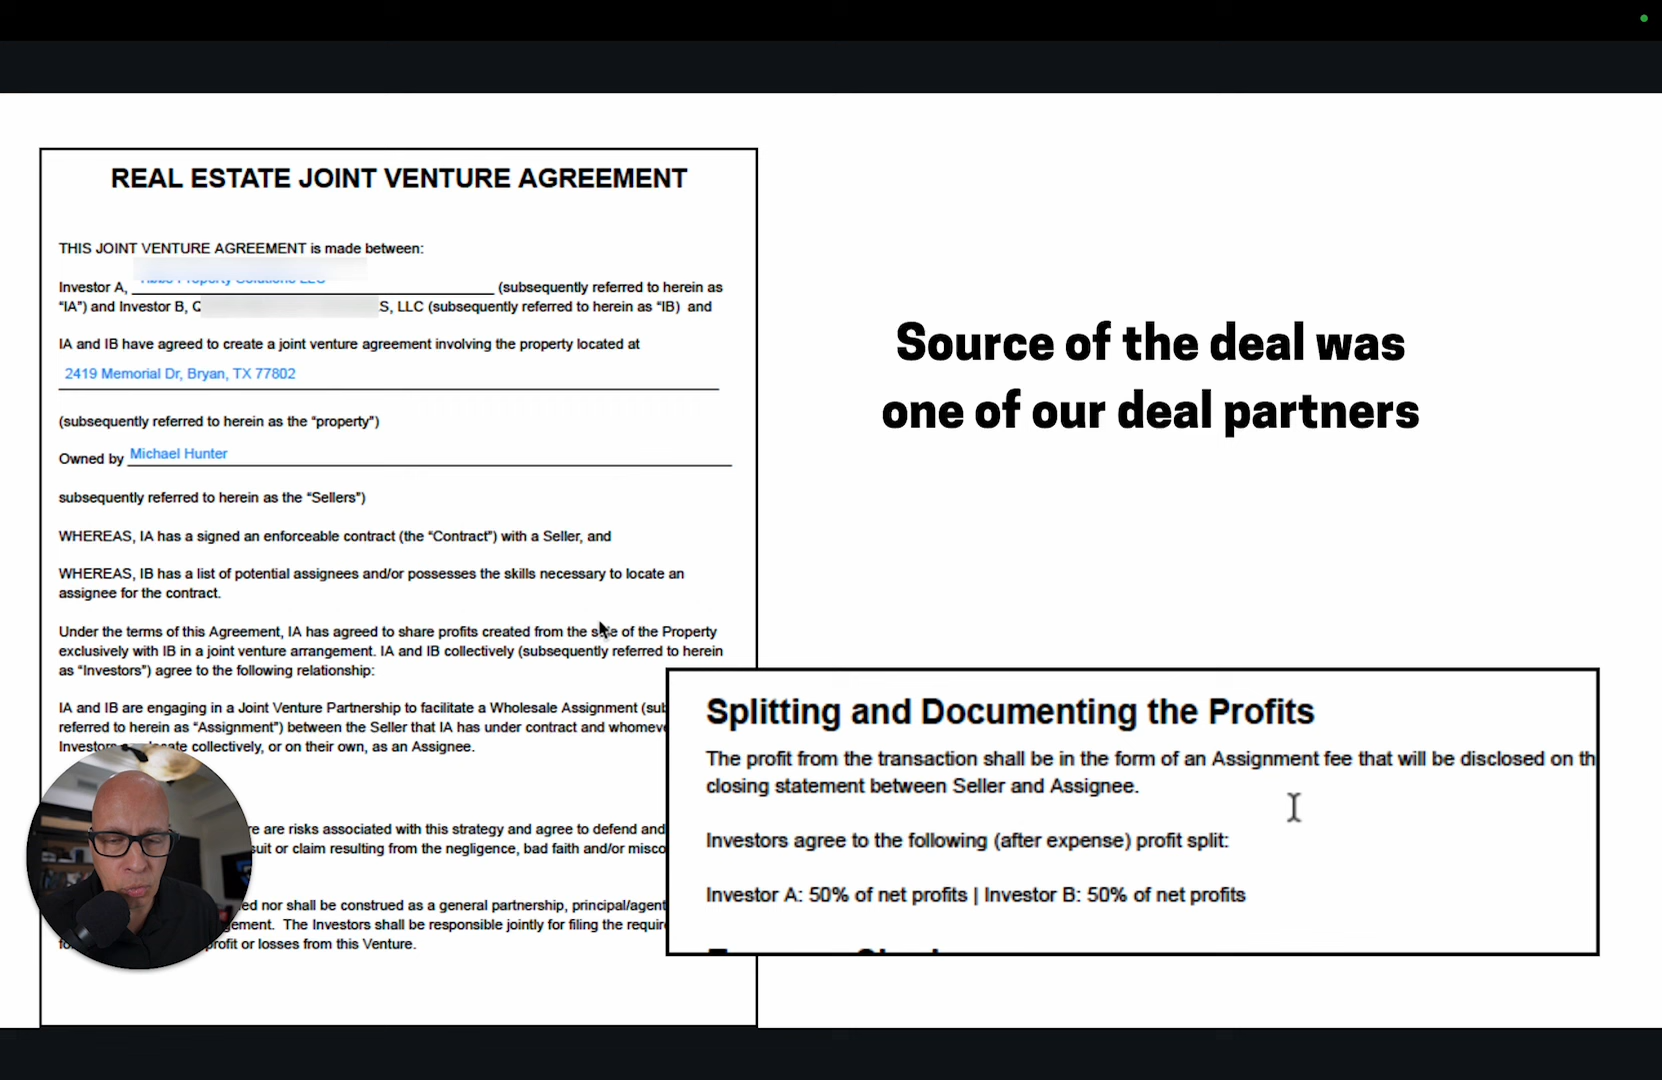 REAL ESTATE JOINT VENTURE AGREEMENT
THIS JOINT VENTURE AGREEMENT is made between:
Investor A, Property Solutions LLC (subsequently referred to herein as
“IA”) and Investor B, S, LLC (subsequently referred to herein as “IB) and
IA and IB have agreed to create a joint venture agreement involving the property located at
2419 Memorial Dr, Bryan, TX 77802
(subsequently referred to herein as the “property”)
Owned by Michael Hunter
subsequently referred to herein as the “Sellers”)
WHEREAS, IA has a signed an enforceable contract (the “Contract”) with a Seller, and
WHEREAS, IB has a list of potential assignees and/or possesses the skills necessary to locate an
assignee for the contract.
Under the terms of this Agreement, IA has agreed to share profits created from the sale of the Property
exclusively with IB in a joint venture arrangement. IA and IB collectively (subsequently referred to herein
as “Investors”) agree to the following relationship:
IA and IB are engaging in a Joint Venture Partnership to facilitate a Wholesale Assignment
referred to herein as “Assignment”) between the Seller that IA has under contract and
Investors collectively, or on their own, as an Assignee.
are risks associated with this strategy and agree to defend and
suit or claim resulting from the negligence, bad faith and/or
nor shall be construed as a general partnership, principal/agent
The Investors shall be responsible jointly for filing the
profit or losses from this Venture.
Source of the deal was
one of our deal partners
Splitting and Documenting the Profits
The profit from the transaction shall be in the form of an Assignment fee that will be disclosed on
closing statement between Seller and Assignee.
Investors agree to the following (after expense) profit split:
Investor A: 50% of net profits | Investor B: 50% of net profits